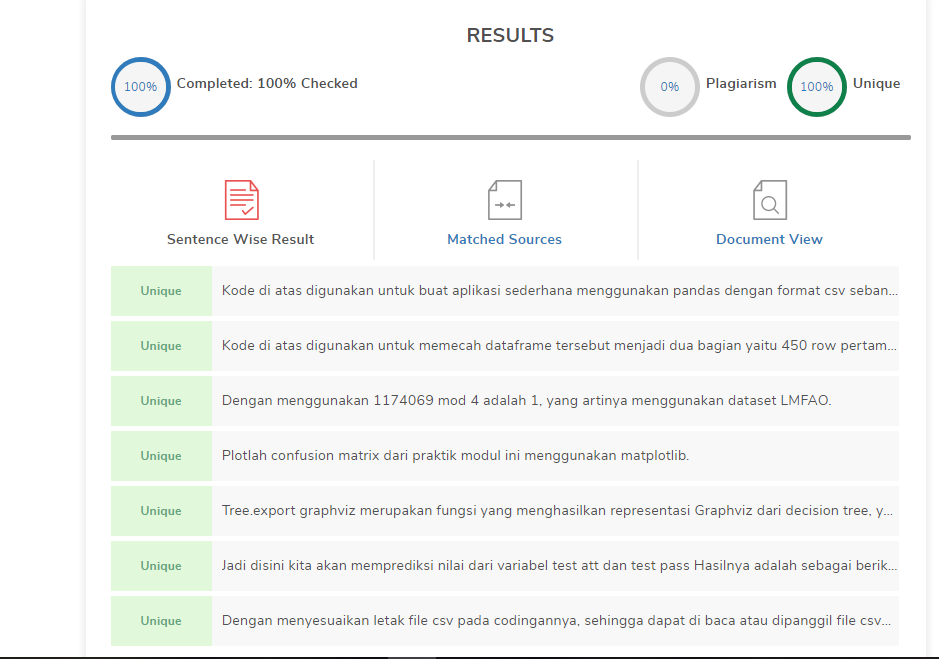 RESULTS
100% Completed: 100% Checked
0% Plagiarism 100% Unique
Sentence Wise Result
Matched Sources
Document View
Unique Kode di atas digunakan untuk buat aplikasi sederhana menggunakan pandas dengan format csv seban...
Unique Kode di atas digunakan untuk memecah dataframe tersebut menjadi dua bagian yaitu 450 row pertam...
Unique Dengan menggunakan 1174069 mod 4 adalah 1, yang artinya menggunakan dataset LMFAO.
Unique Plotlah confusion matrix dari praktik modul ini menggunakan matplotlib.
Unique Tree.export graphviz merupakan fungsi yang menghasilkan representasi Graphviz dari decision tree, y...
Unique Jadi disini kita akan memprediksi nilai dari variabel test att dan test pass Hasilnya adalah sebagai berik...
Unique Dengan menyesuaikan letak file csv pada codingannya, sehingga dapat di baca atau dipanggil file csv...